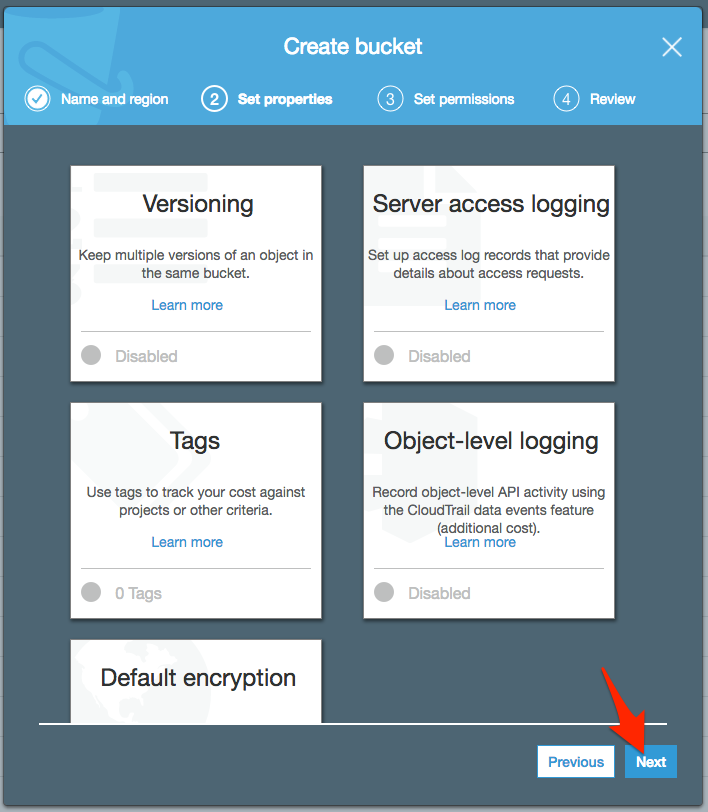 Create bucket
Name and region
2 Set properties
3 Set permissions
4 Review
Versioning
Keep multiple versions of an object in
the same bucket.
Learn more
Disabled
Server access logging
Set up access log records that provide
details about access requests.
Learn more
Disabled
Tags
Use tags to track your cost against
projects or other criteria.
Learn more
0 Tags
Object-level logging
Record object-level API activity using
the CloudTrail data events feature
(additional cost).
Learn more
Disabled
Default encryption
Previous
Next